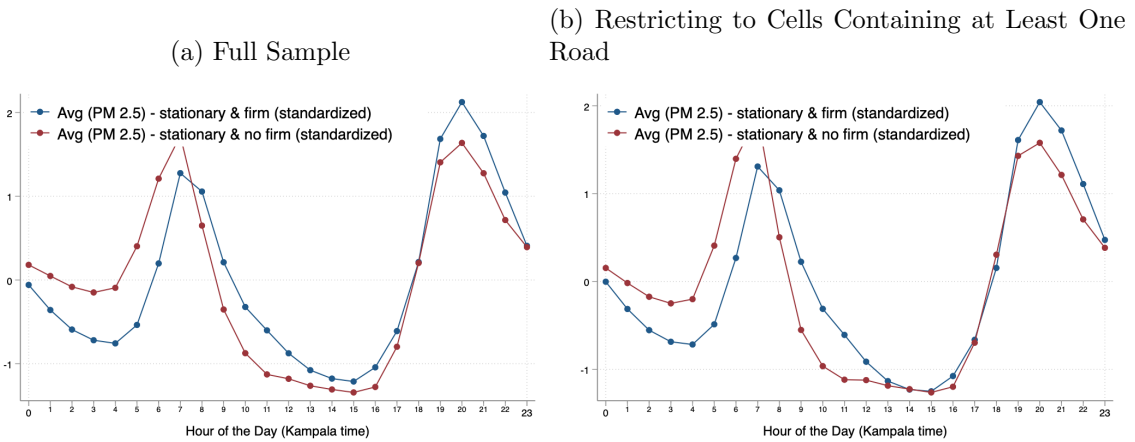 (a) Full Sample
(b) Restricting to Cells Containing at Least One
Road
Avg (PM 2.5) - stationary & firm (standardized)
Avg (PM 2.5) - stationary & no firm (standardized)
2
1
0
-1
0 1 2 3 4 5 6 7 8 9 10 11 12 13 14 15 16 17 18 19 20 21 22 23
Hour of the Day (Kampala time)
Avg (PM 2.5) - stationary & firm (standardized)
Avg (PM 2.5) - stationary & no firm (standardized)
2
1
0
-1
0 1 2 3 4 5 6 7 8 9 10 11 12 13 14 15 16 17 18 19 20 21 22 23
Hour of the Day (Kampala time)